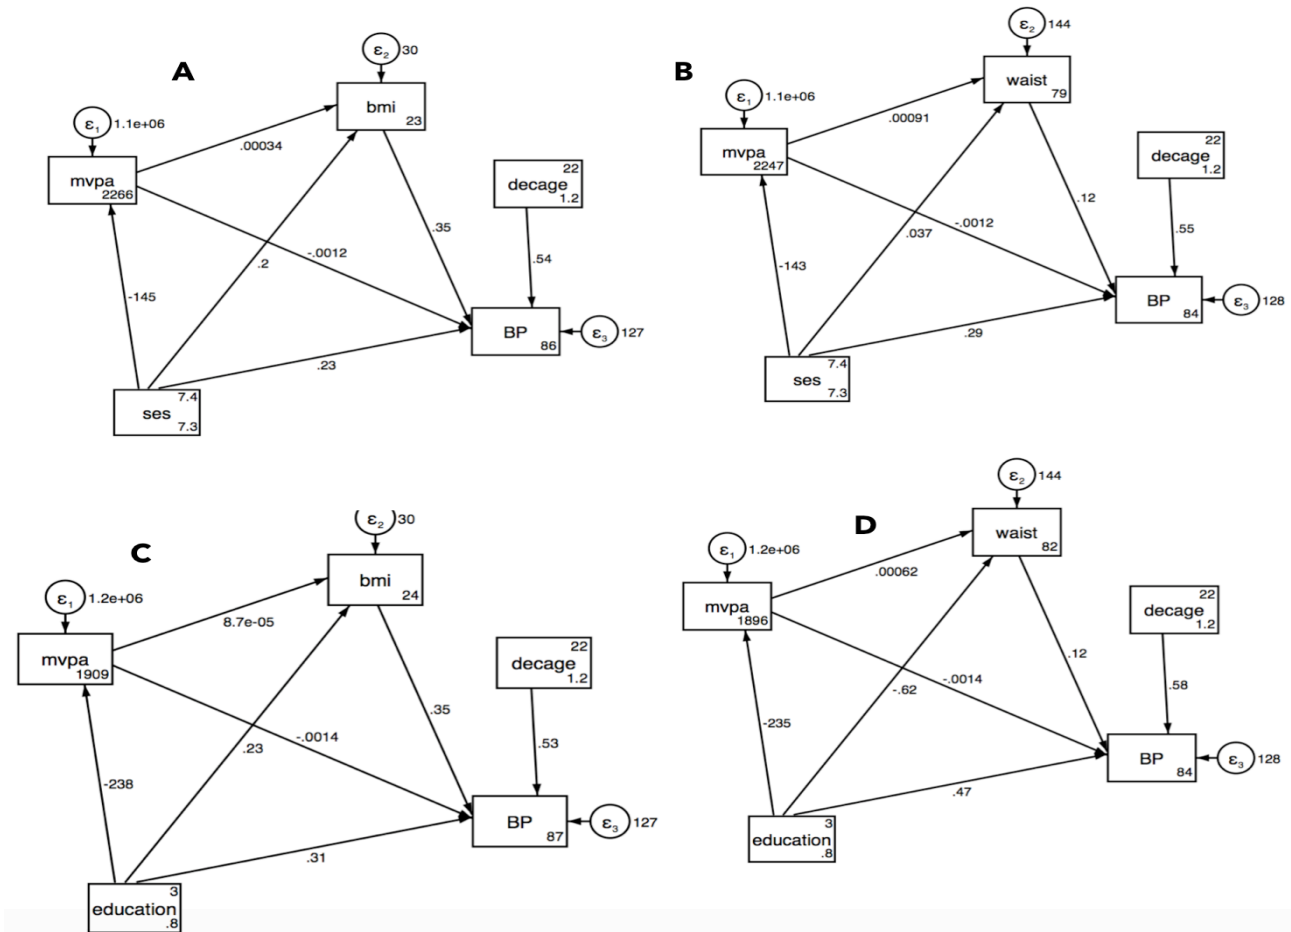 A
ε2 30
bmi
23
ε1 1.1e+06
mvpa
2266
.00034
22
decage
1.2
-.0012
.35
.54
.2
-145
BP
86
ε3 127
.23
7.4
ses
7.3
B
ε2 144
waist
79
ε1 1.1e+06
mvpa
2247
.00091
22
decage
1.2
-.0012
.12
.55
.037
-143
BP
84
ε3 128
.29
7.4
ses
7.3
C
ε2 30
bmi
24
ε1 1.2e+06
mvpa
1909
8.7e-05
22
decage
1.2
-.0014
.35
.53
.23
-238
BP
87
ε3 127
.31
3
education
.8
D
ε2 144
waist
82
ε1 1.2e+06
mvpa
1896
.00062
22
decage
1.2
-.0014
.12
.58
-.62
-235
BP
84
ε3 128
.47
3
education
.8